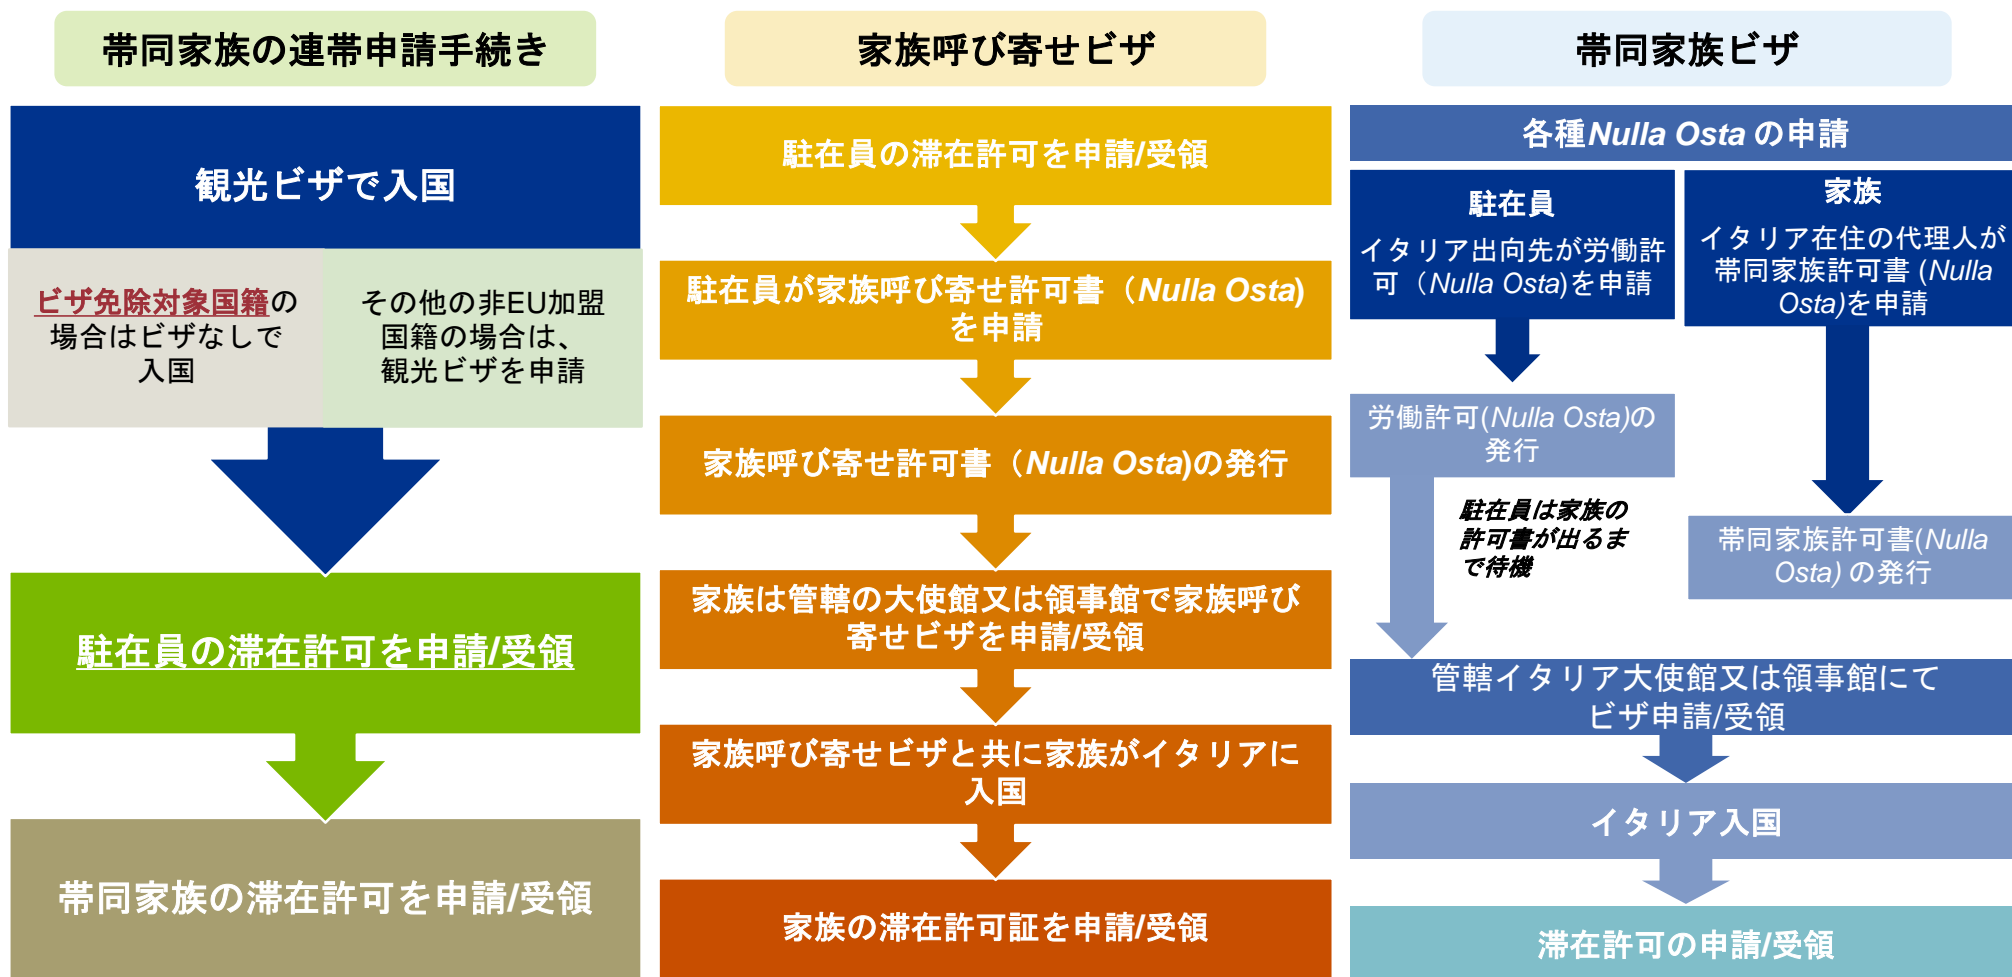 帯同家族の連帯申請手続き
観光ビザで入国
ビザ免除対象国籍の
場合はビザなしで
入国
その他の非EU加盟
国籍の場合は、
観光ビザを申請
駐在員の滞在許可を申請/受領
帯同家族の滞在許可を申請/受領
家族呼び寄せビザ
駐在員の滞在許可を申請/受領
駐在員が家族呼び寄せ許可書（Nulla Osta)
を申請
家族呼び寄せ許可書（Nulla Osta)の発行
家族は管轄の大使館又は領事館で家族呼び
寄せビザを申請/受領
家族呼び寄せビザと共に家族がイタリアに
入国
家族の滞在許可証を申請/受領
帯同家族ビザ
各種Nulla Osta の申請
駐在員
イタリア出向先が労働許
可（Nulla Osta)を申請
家族
イタリア在住の代理人が
帯同家族許可書 (Nulla
Osta)を申請
労働許可(Nulla Osta)の
発行
駐在員は家族の
許可書が出るま
で待機
帯同家族許可書(Nulla
Osta) の発行
管轄イタリア大使館又は領事館にて
ビザ申請/受領
イタリア入国
滞在許可の申請/受領